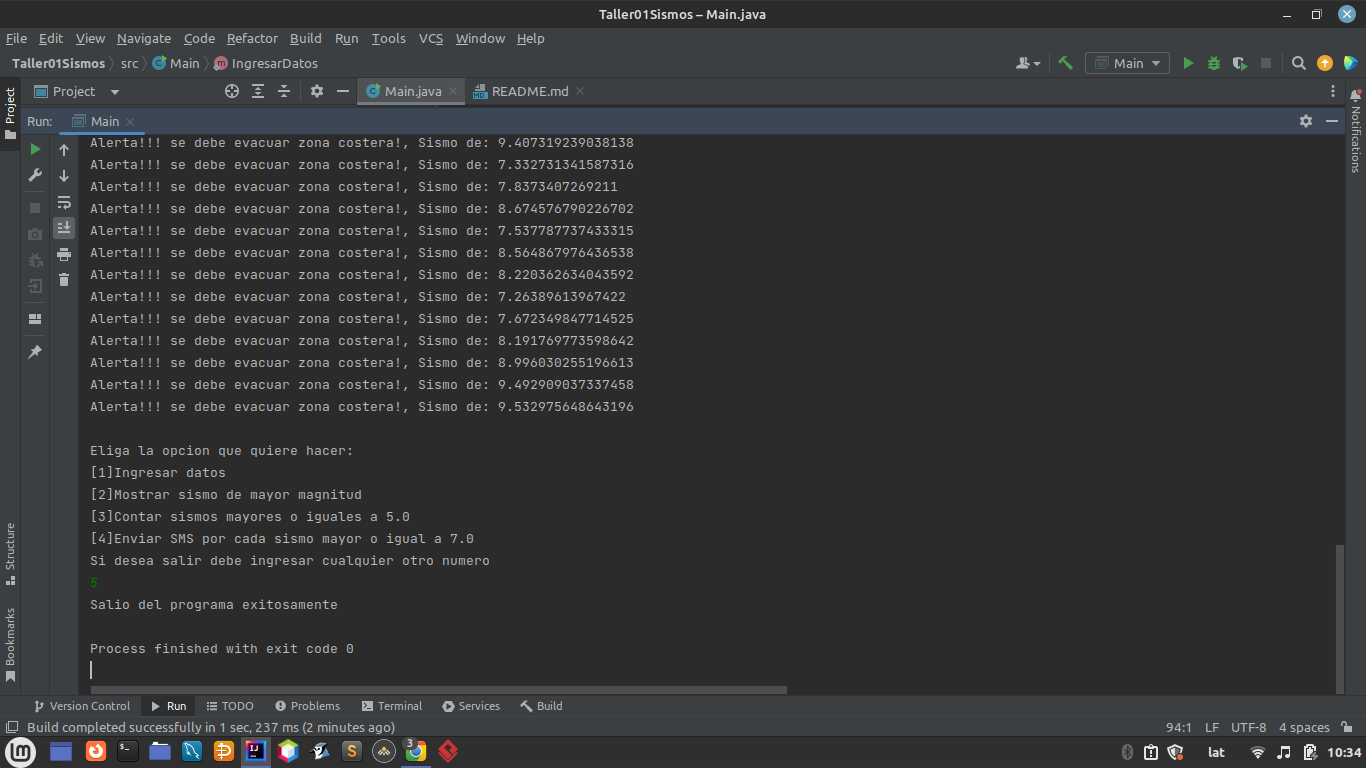 Taller01Sismos – Main.java
File Edit View Navigate Code Refactor Build Run Tools VCS Window Help
Taller01Sismos src Main IngresarDatos Main
Project Main.java README.md
Project
Notifications
Run: Main
Alerta!!! se debe evacuar zona costera!, Sismo de: 9.407319239038138
Alerta!!! se debe evacuar zona costera!, Sismo de: 7.332731341587316
Alerta!!! se debe evacuar zona costera!, Sismo de: 7.8373407269211
Alerta!!! se debe evacuar zona costera!, Sismo de: 8.674576790226702
Alerta!!! se debe evacuar zona costera!, Sismo de: 7.537787737433315
Alerta!!! se debe evacuar zona costera!, Sismo de: 8.564867976436538
Alerta!!! se debe evacuar zona costera!, Sismo de: 8.220362634043592
Alerta!!! se debe evacuar zona costera!, Sismo de: 7.26389613967422
Alerta!!! se debe evacuar zona costera!, Sismo de: 7.672349847714525
Alerta!!! se debe evacuar zona costera!, Sismo de: 8.191769773598642
Alerta!!! se debe evacuar zona costera!, Sismo de: 8.996030255196613
Alerta!!! se debe evacuar zona costera!, Sismo de: 9.492909037337458
Alerta!!! se debe evacuar zona costera!, Sismo de: 9.532975648643196
Eliga la opcion que quiere hacer:
[1]Ingresar datos
[2]Mostrar sismo de mayor magnitud
[3]Contar sismos mayores o iguales a 5.0
[4]Enviar SMS por cada sismo mayor o igual a 7.0
Si desea salir debe ingresar cualquier otro numero
5
Salio del programa exitosamente
Process finished with exit code 0
Structure
Bookmarks
Version Control Run TODO Problems Terminal Services Build
Build completed successfully in 1 sec, 237 ms (2 minutes ago) 94:1 LF UTF-8 4 spaces
3 lat 10:34